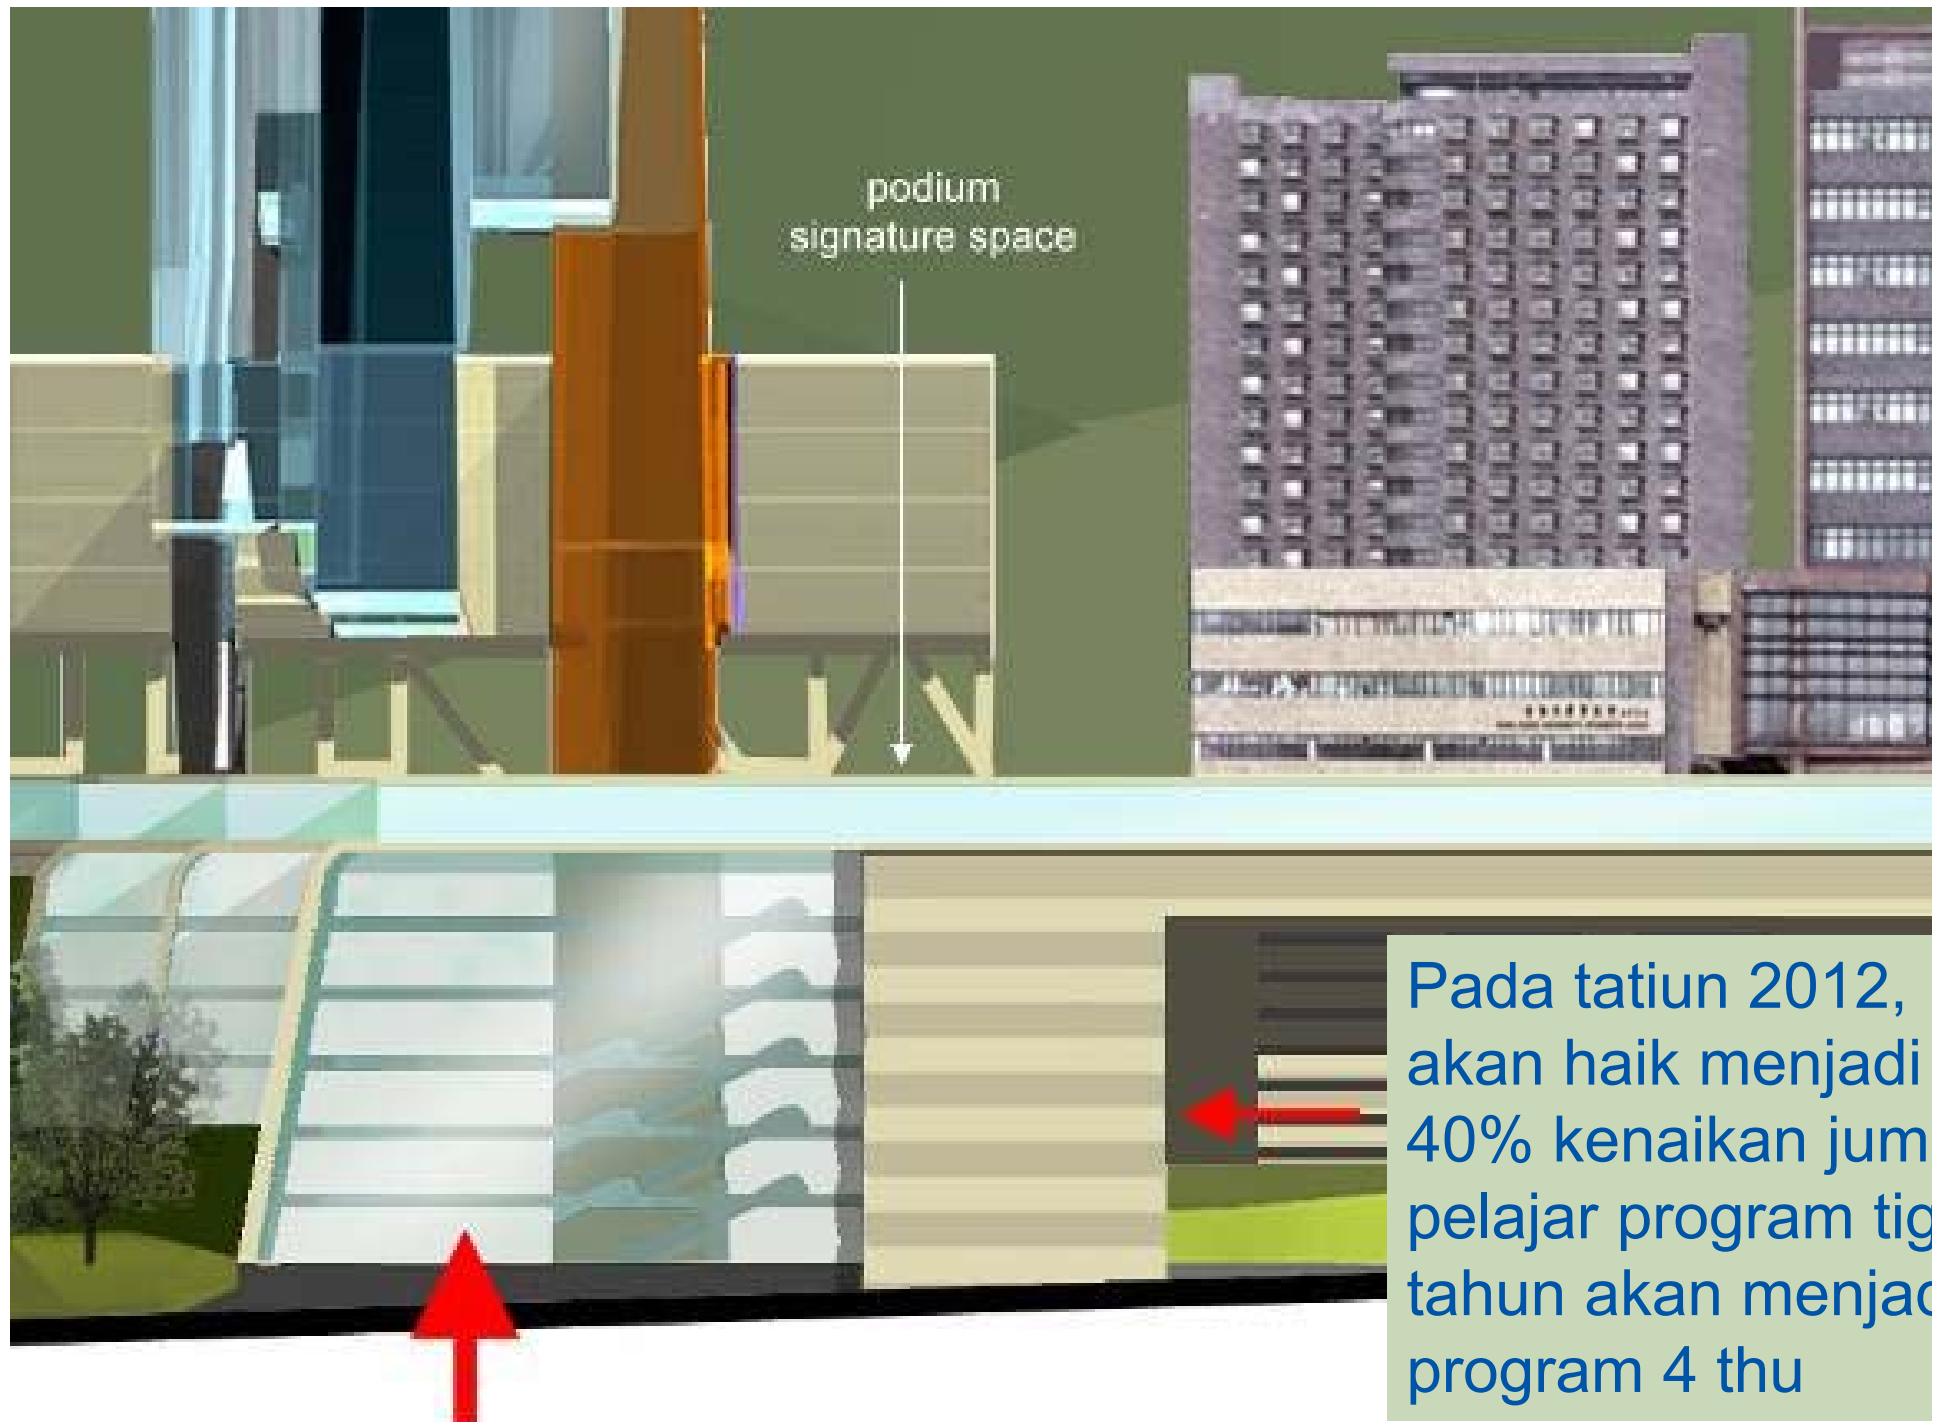 podium
signature space
Pada tatiun 2012,
akan haik menjadi
40% kenaikan jum
pelajar program tig
tahun akan menjad
program 4 thu